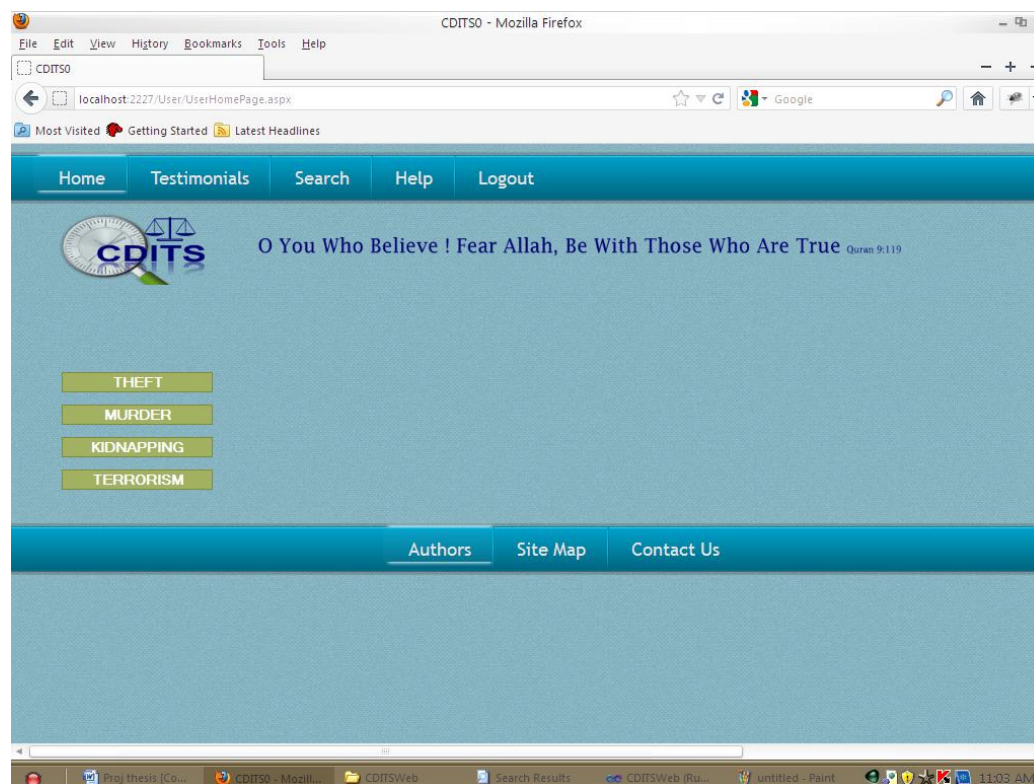 CDITS0 - Mozilla Firefox
File Edit View History Bookmarks Tools Help
CDITS0
localhost:2227/User/UserHomePage.aspx
Google
Most Visited Getting Started Latest Headlines
Home Testimonials Search Help Logout
CDITS
O You Who Believe ! Fear Allah, Be With Those Who Are True Quran 9:119
THEFT
MURDER
KIDNAPPING
TERRORISM
Authors Site Map Contact Us
Proj thesis [Co... CDITS0 - Mozill... CDITSWeb Search Results CDITSWeb (Ru... untitled - Paint 11:03 AM